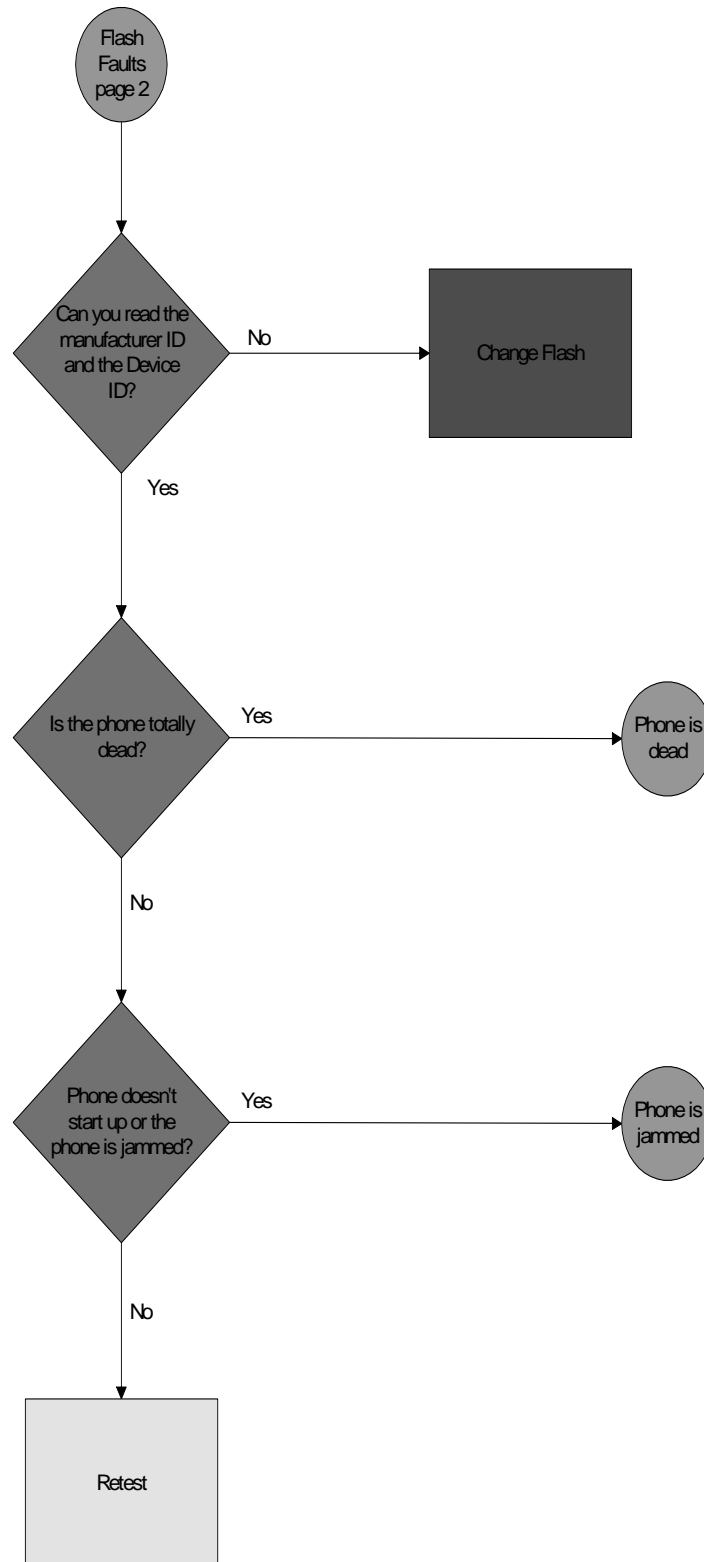 Flash
Faults
page 2
Can you read the
manufacturer ID
and the Device
ID?
No
Change Flash
Yes
Is the phone totally
dead?
Yes
Phone is
dead
No
Phone doesn't
start up or the
phone is jammed?
Yes
Phone is
jammed
No
Retest